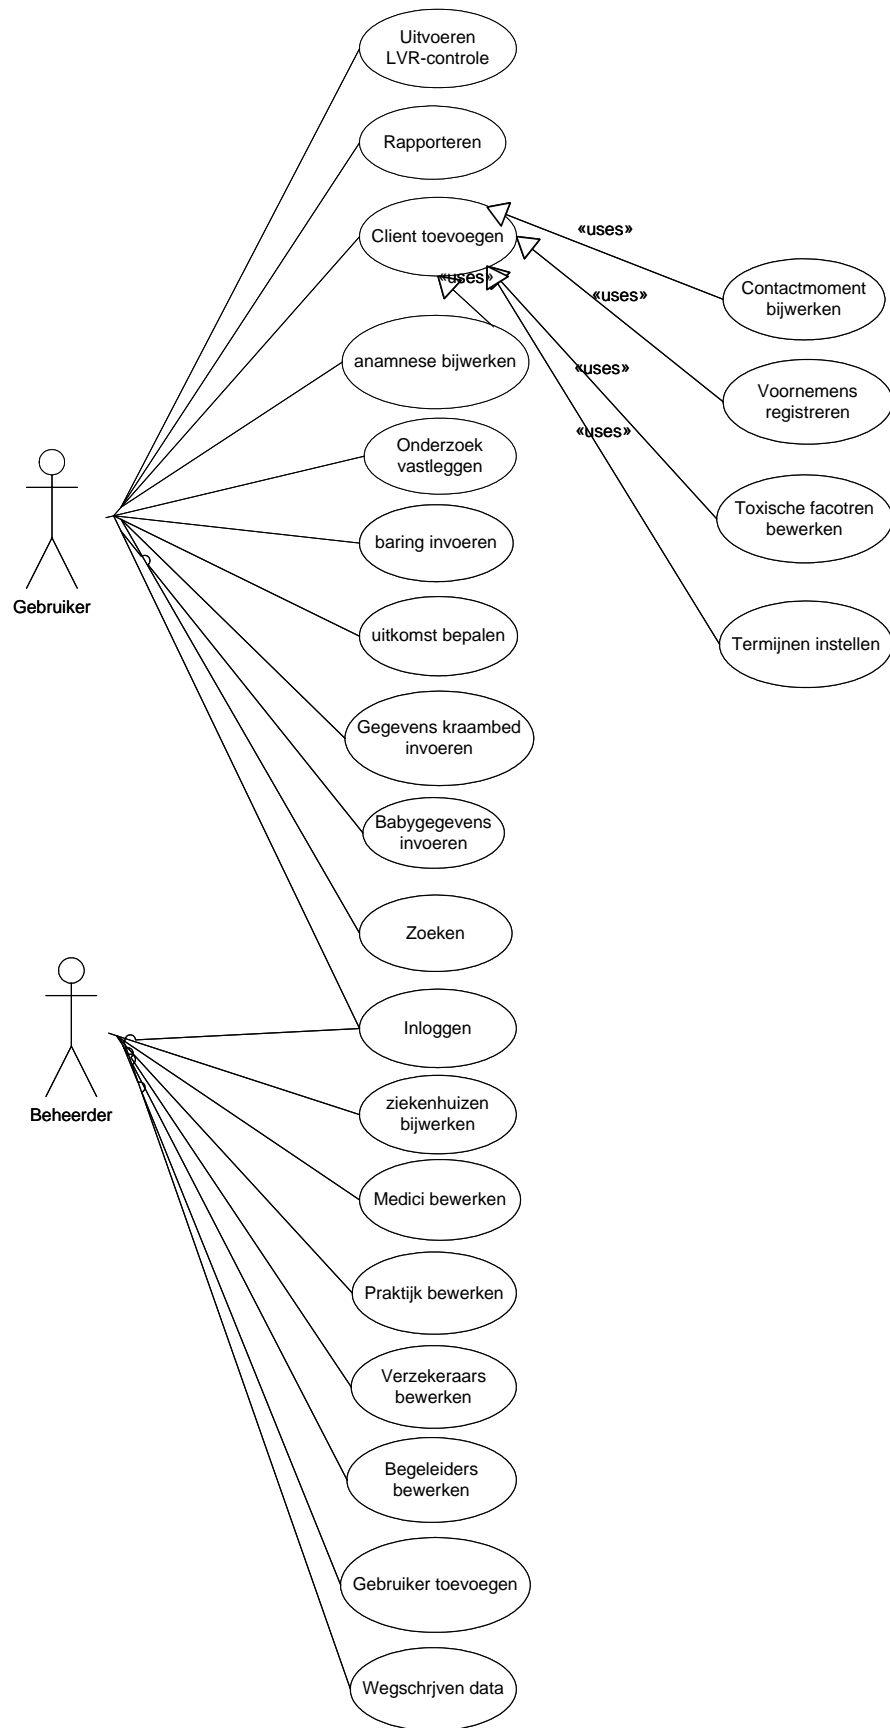 Uitvoeren
LVR-controle
Rapporteren
Client toevoegen
«uses»
«uses»
Contactmoment
bijwerken
«uses»
anamnese bijwerken
«uses»
Voornemens
registreren
«uses»
Onderzoek
vastleggen
Toxische facotren
bewerken
baring invoeren
Gebruiker
uitkomst bepalen
Termijnen instellen
Gegevens kraambed
invoeren
Babygegevens
invoeren
Zoeken
Inloggen
Beheerder
ziekenhuizen
bijwerken
Medici bewerken
Praktijk bewerken
Verzekeraars
bewerken
Begeleiders
bewerken
Gebruiker toevoegen
Wegschrjven data